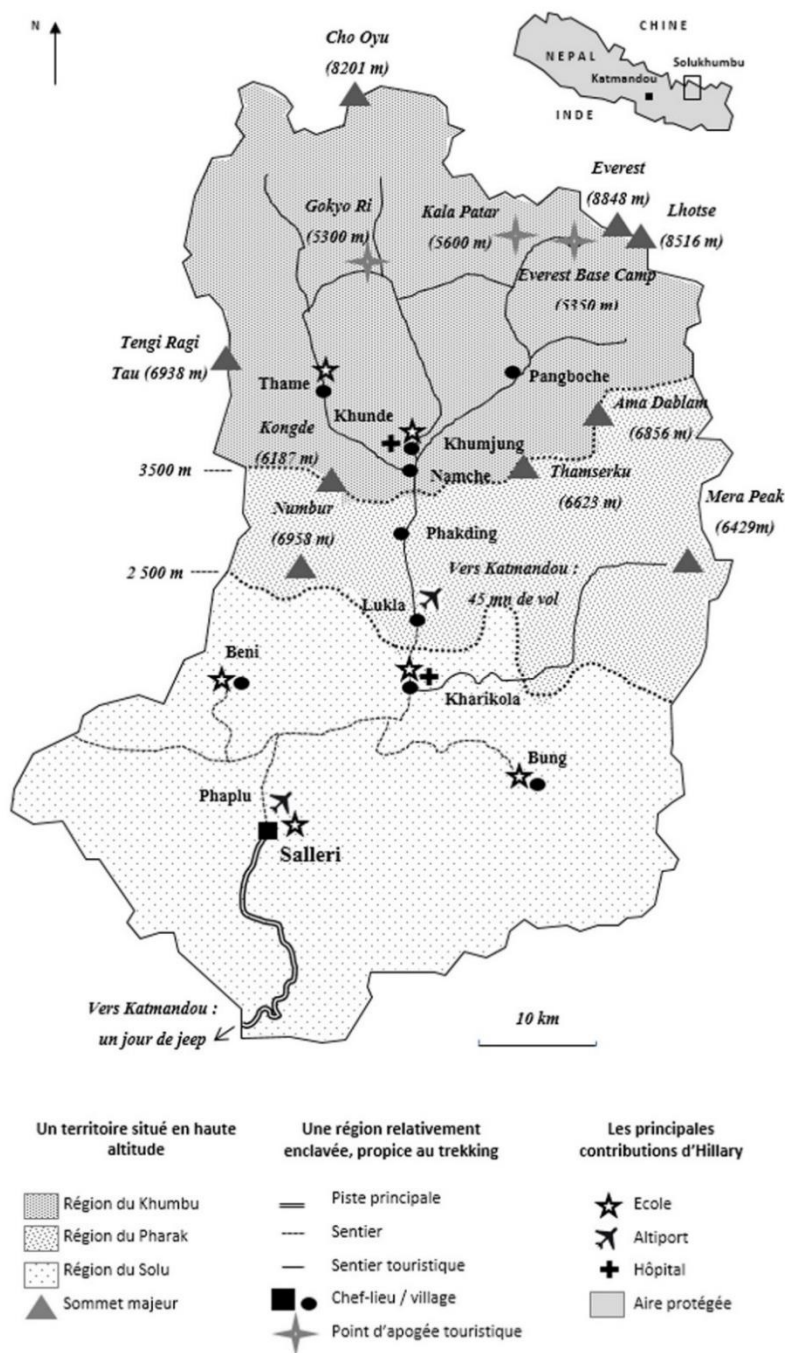 N
Cho Oyu
(8201 m)
CHINE
NEPAL
Solukhumbu
Katmandou
INDE
Everest
(8848 m)
Lhotse
(8516 m)
Gokyo Ri
(5300 m)
Kala Patar
(5600 m)
Everest Base Camp
(5350 m)
Tengi Ragi
Tau (6938 m)
Thame
Pangboche
Khunde
Ama Dablam
(6856 m)
Kongde
(6187 m)
Khumjung
3500 m
Namche
Thamserku
(6623 m)
Mera Peak
(6429m)
Numbur
(6958 m)
Phakding
2 500 m
Vers Katmandou :
45 mn de vol
Lukla
Beni
Kharikola
Bung
Phaplu
Salleri
Vers Katmandou :
un jour de jeep
10 km
Un territoire situé en haute
altitude
Région du Khumbu
Région du Pharak
Région du Solu
Sommet majeur
Une région relativement
enclavée, propice au trekking
Piste principale
Sentier
Sentier touristique
Chef-lieu / village
Point d'apogée touristique
Les principales
contributions d'Hillary
Ecole
Altiport
Hôpital
Aire protégée